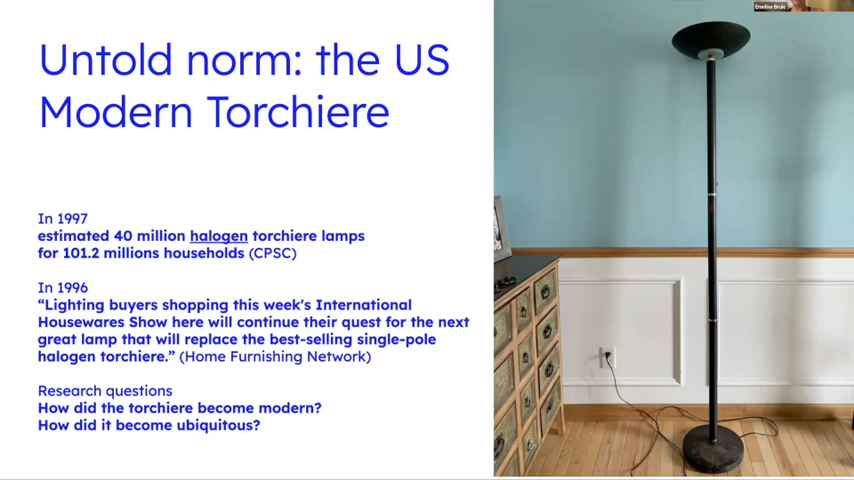 Emeline Brulé
Untold norm: the US
Modern Torchiere
In 1997
estimated 40 million halogen torchiere lamps
for 101.2 millions households (CPSC)
In 1996
“Lighting buyers shopping this week's International
Housewares Show here will continue their quest for the next
great lamp that will replace the best-selling single-pole
halogen torchiere.” (Home Furnishing Network)
Research questions
How did the torchiere become modern?
How did it become ubiquitous?